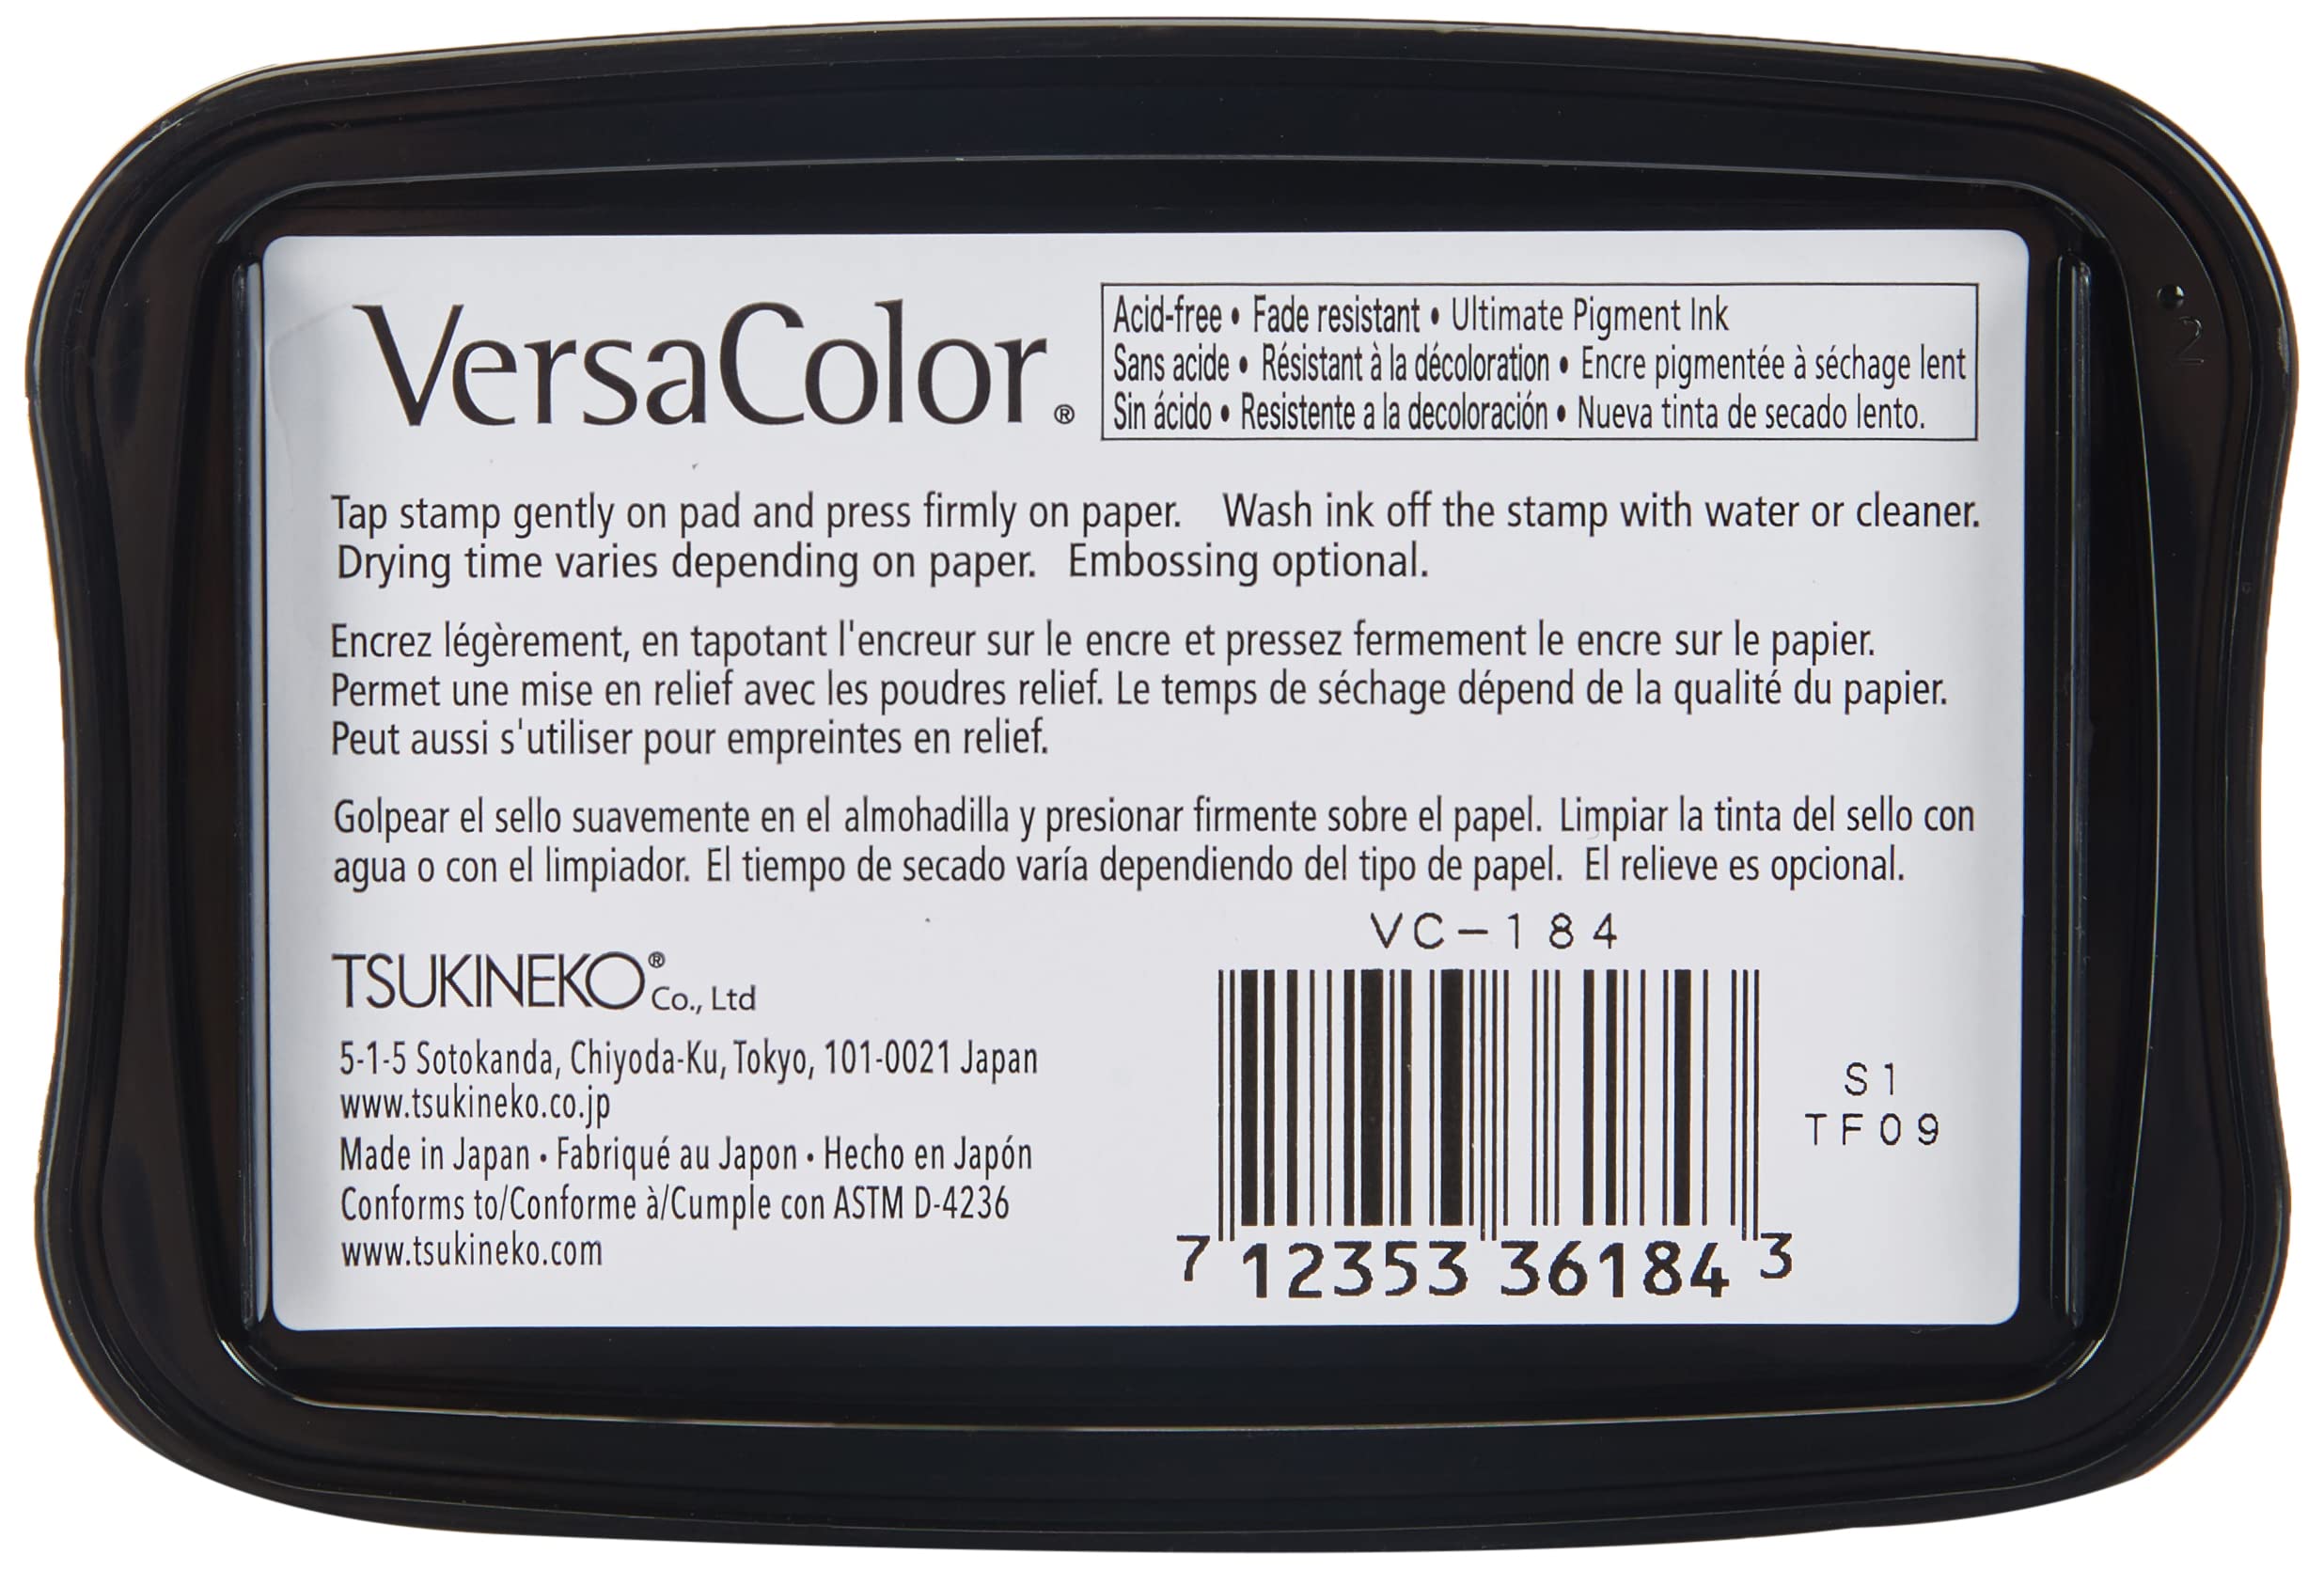 VersaColor®
Acid-free • Fade resistant • Ultimate Pigment Ink
Sans acide • Résistant à la décoloration • Encre pigmentée à séchage lent
Sin ácido • Resistente a la decoloración • Nueva tinta de secado lento.
Tap stamp gently on pad and press firmly on paper. Wash ink off the stamp with water or cleaner.
Drying time varies depending on paper. Embossing optional.
Encrez légèrement, en tapotant l'encreur sur le encre et pressez fermement le encre sur le papier.
Permet une mise en relief avec les poudres relief. Le temps de séchage dépend de la qualité du papier.
Peut aussi s'utiliser pour empreintes en relief.
Golpear el sello suavemente en el almohadilla y presionar firmente sobre el papel. Limpiar la tinta del sello con
agua o con el limpiador. El tiempo de secado varía dependiendo del tipo de papel. El relieve es opcional.
TSUKINEKO® Co., Ltd
5-1-5 Sotokanda, Chiyoda-Ku, Tokyo, 101-0021 Japan
www.tsukineko.co.jp
Made in Japan • Fabriqué au Japon • Hecho en Japón
Conforms to/Conforme à/Cumple con ASTM D-4236
www.tsukineko.com
VC-184
7 12353 36184 3
S1
TF09
2